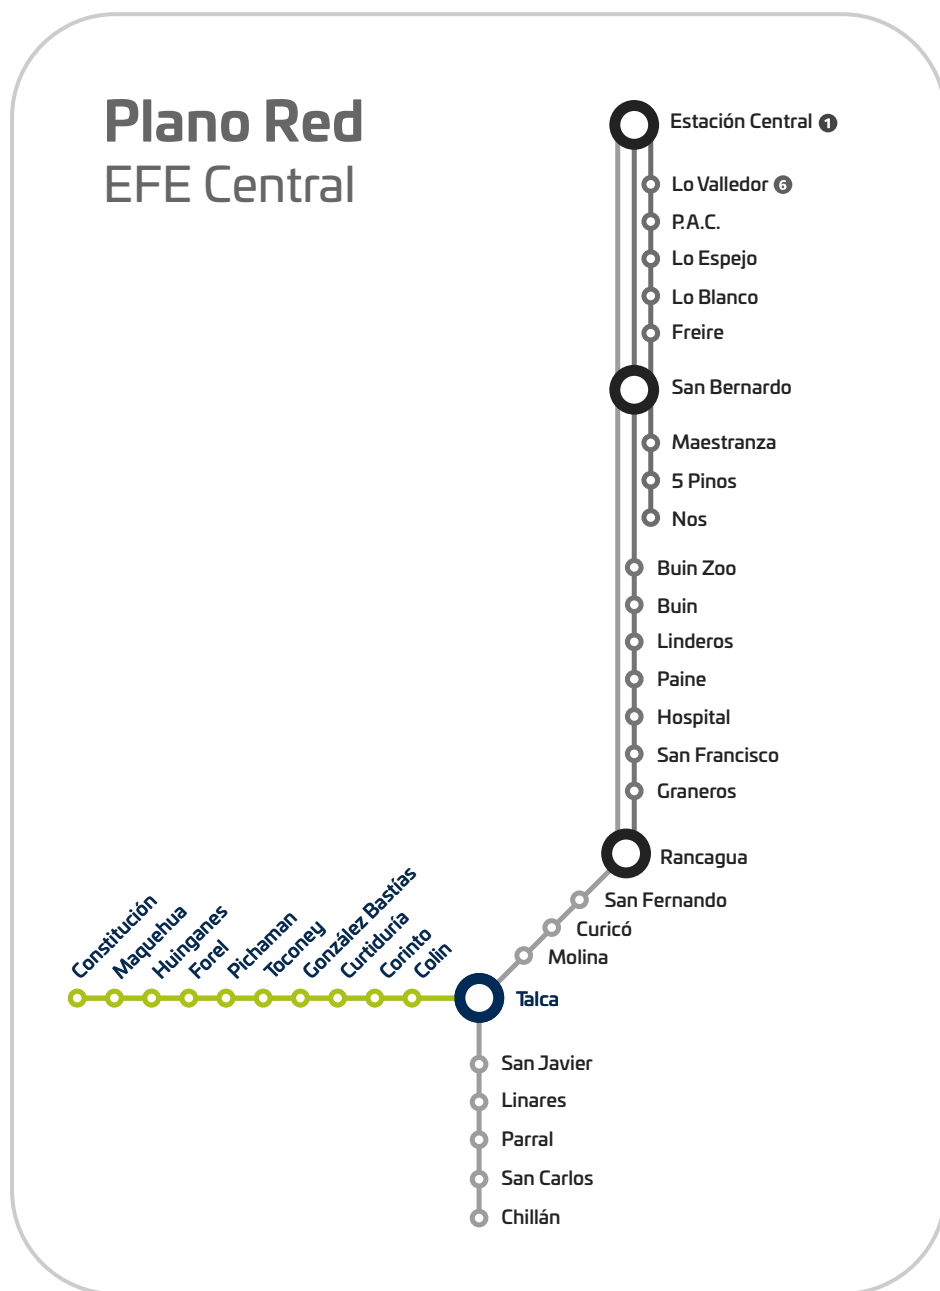 Plano Red
EFE Central
Estación Central 1
Lo Valledor 6
P.A.C.
Lo Espejo
Lo Blanco
Freire
San Bernardo
Maestranza
5 Pinos
Nos
Buin Zoo
Buin
Linderos
Paine
Hospital
San Francisco
Graneros
Rancagua
San Fernando
Curicó
Molina
Constitución
Maquehua
Huinganes
Forel
Pichaman
Toconey
González Bastías
Curtiduría
Corinto
Colin
Talca
San Javier
Linares
Parral
San Carlos
Chillán